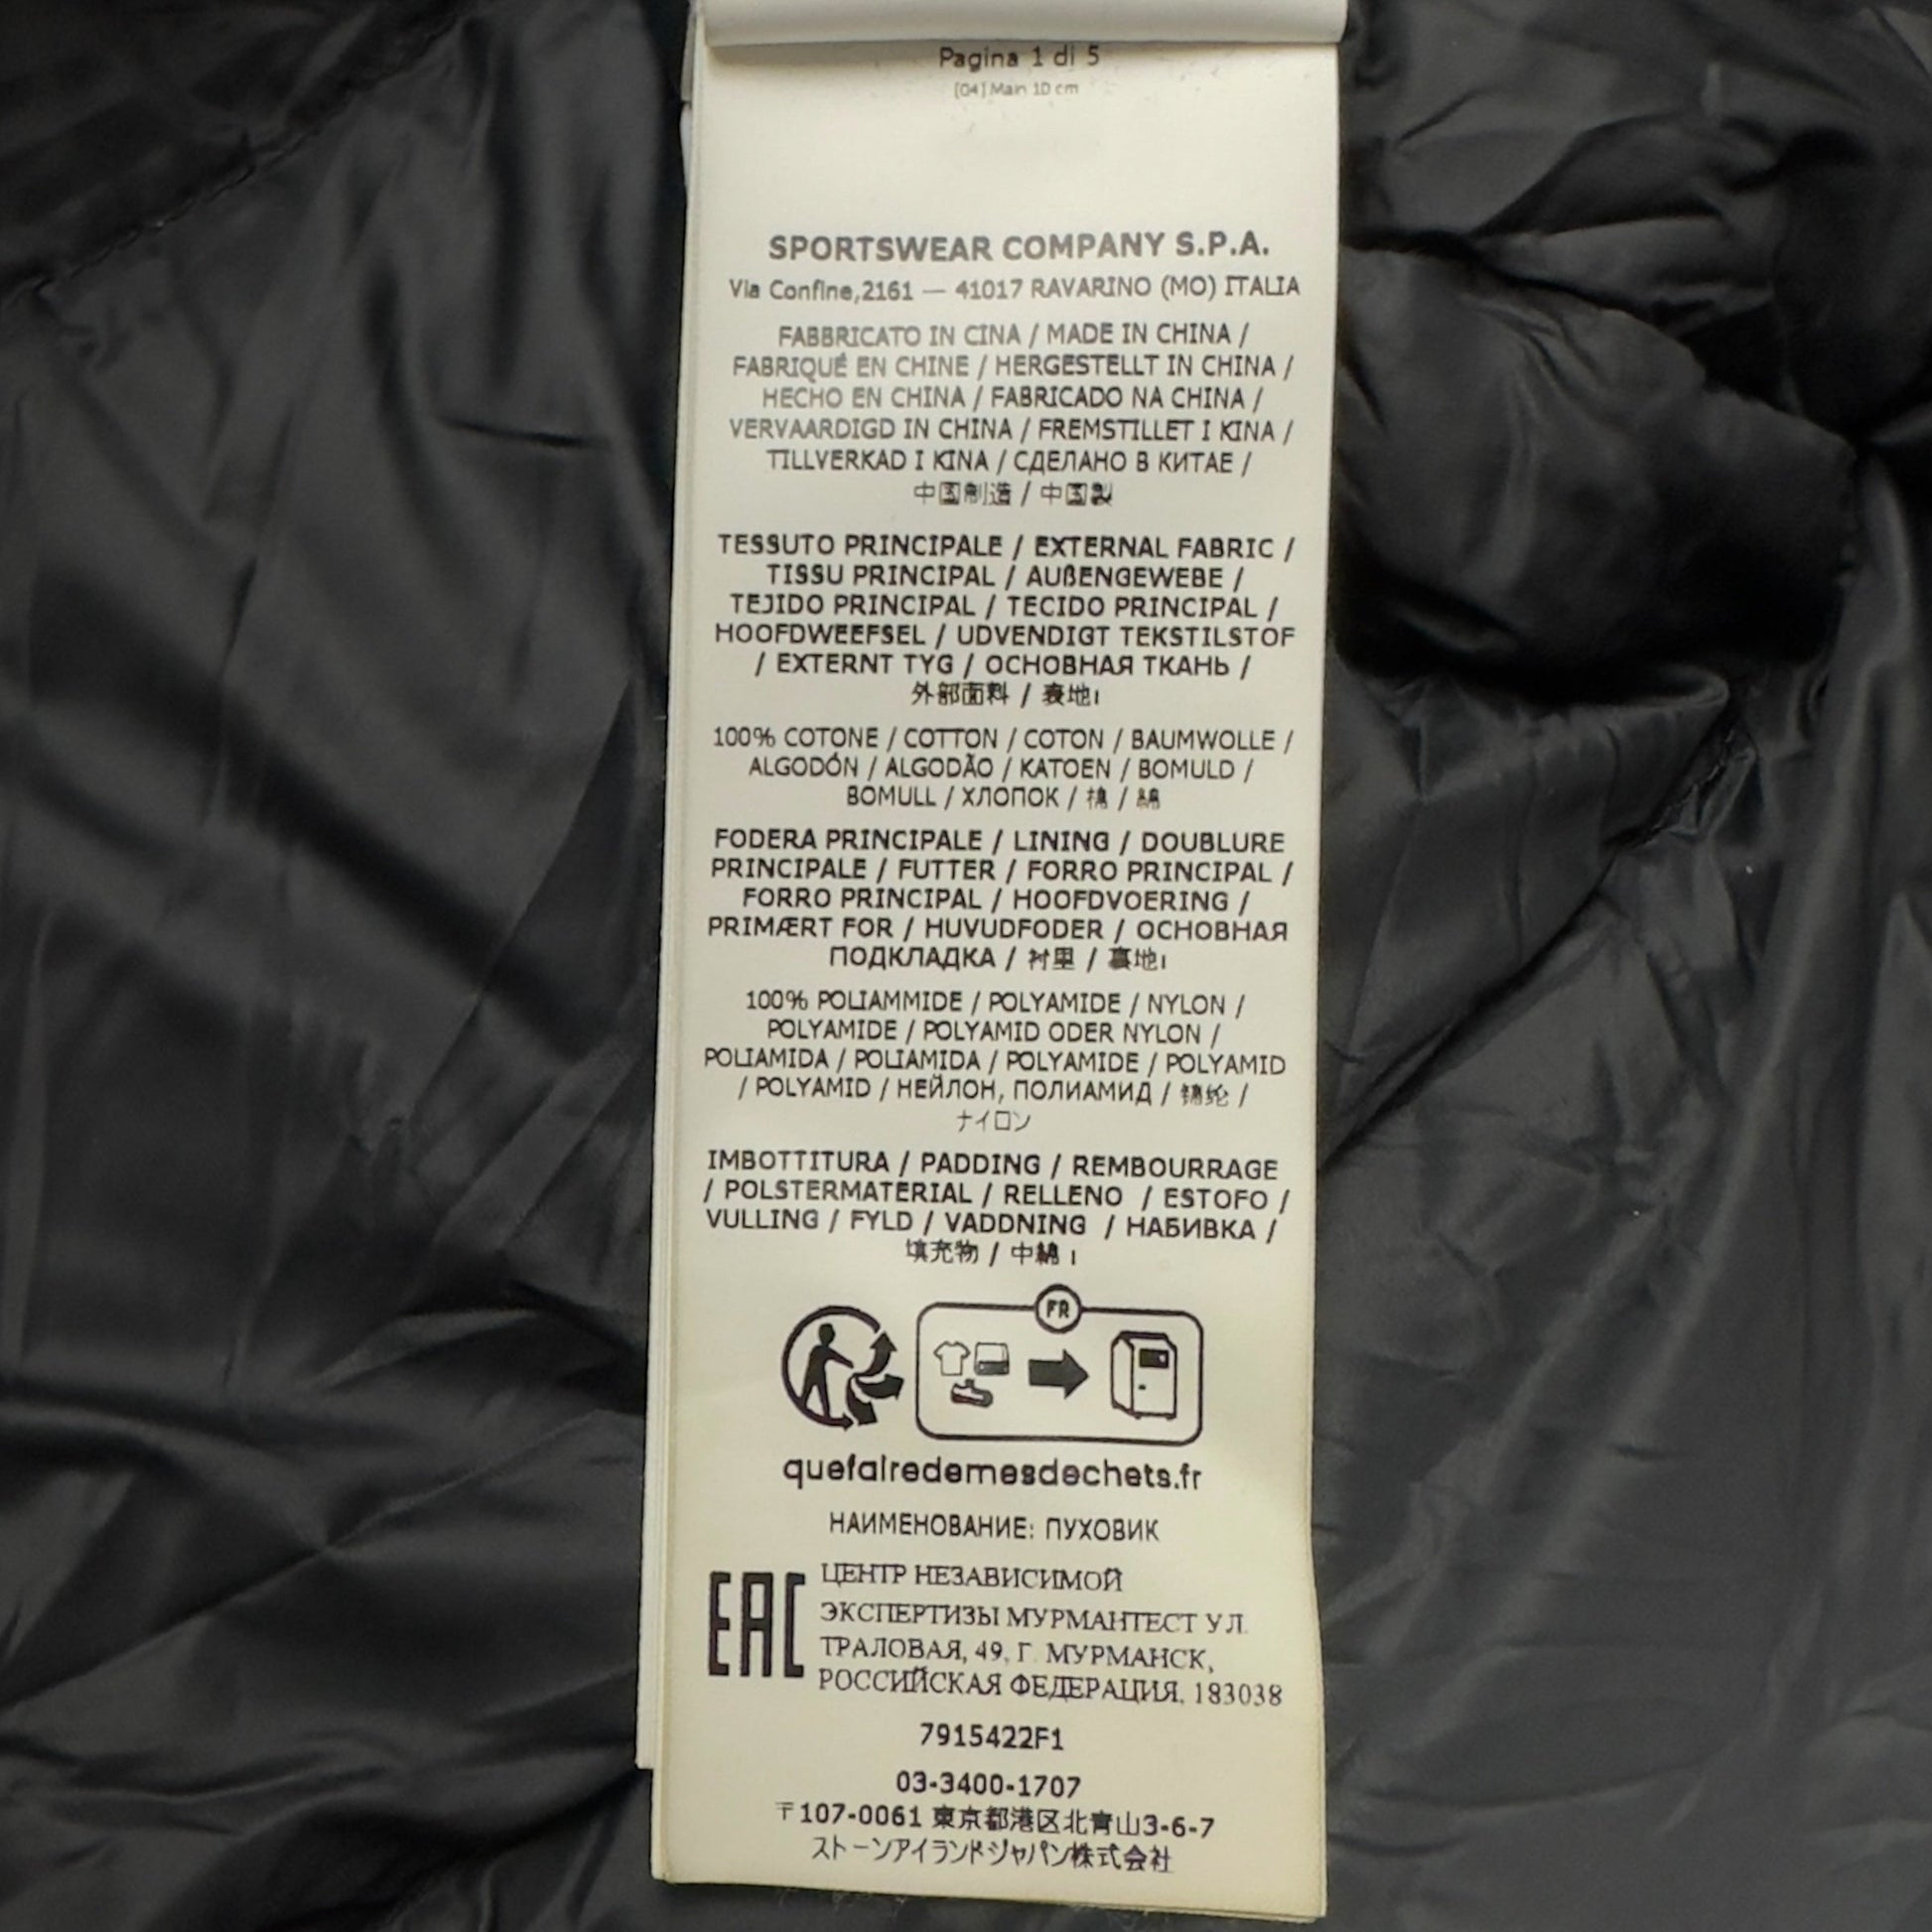 Pagina 1 di 5
[04] Main 10 cm
SPORTSWEAR COMPANY S.P.A.
Via Confine,2161 — 41017 RAVARINO (MO) ITALIA
FABBRICATO IN CINA / MADE IN CHINA /
FABRIQUÉ EN CHINE / HERGESTELLT IN CHINA /
HECHO EN CHINA / FABRICADO NA CHINA /
VERVAARDIGD IN CHINA / FREMSTILLET I KINA /
TILLVERKAD I KINA / СДЕЛАНО В КИТАЕ /
中国制造 / 中国製
TESSUTO PRINCIPALE / EXTERNAL FABRIC /
TISSU PRINCIPAL / AUßENGEWEBE /
TEJIDO PRINCIPAL / TECIDO PRINCIPAL /
HOOFDWEEFSEL / UDVENDIGT TEKSTILSTOF
/ EXTERNT TYG / ОСНОВНАЯ ТКАНЬ /
外部面料 / 表地ı
100% COTONE / COTTON / COTON / BAUMWOLLE /
ALGODÓN / ALGODÃO / KATOEN / BOMULD /
BOMULL / ХЛОПОК / 棉 / 綿
FODERA PRINCIPALE / LINING / DOUBLURE
PRINCIPALE / FUTTER / FORRO PRINCIPAL /
FORRO PRINCIPAL / HOOFDVOERING /
PRIMÆRT FOR / HUVUDFODER / ОСНОВНАЯ
ПОДКЛАДКА / 衬里 / 裏地ı
100% POLIAMMIDE / POLYAMIDE / NYLON /
POLYAMIDE / POLYAMID ODER NYLON /
POLIAMIDA / POLIAMIDA / POLYAMIDE / POLYAMID
/ POLYAMID / НЕЙЛОН, ПОЛИАМИД / 锦纶 /
ナイロン
IMBOTTITURA / PADDING / REMBOURRAGE
/ POLSTERMATERIAL / RELLENO / ESTOFO /
VULLING / FYLD / VADDNING / НАБИВКА /
填充物 / 中綿 ı
FR
quefairedemesdechets.fr
НАИМЕНОВАНИЕ: ПУХОВИК
EAC ЦЕНТР НЕЗАВИСИМОЙ
ЭКСПЕРТИЗЫ МУРМАНТЕСТ УЛ.
ТРАЛОВАЯ, 49, Г. МУРМАНСК,
РОССИЙСКАЯ ФЕДЕРАЦИЯ, 183038
7915422F1
03-3400-1707
〒107-0061 東京都港区北青山3-6-7
ストーンアイランドジャパン株式会社